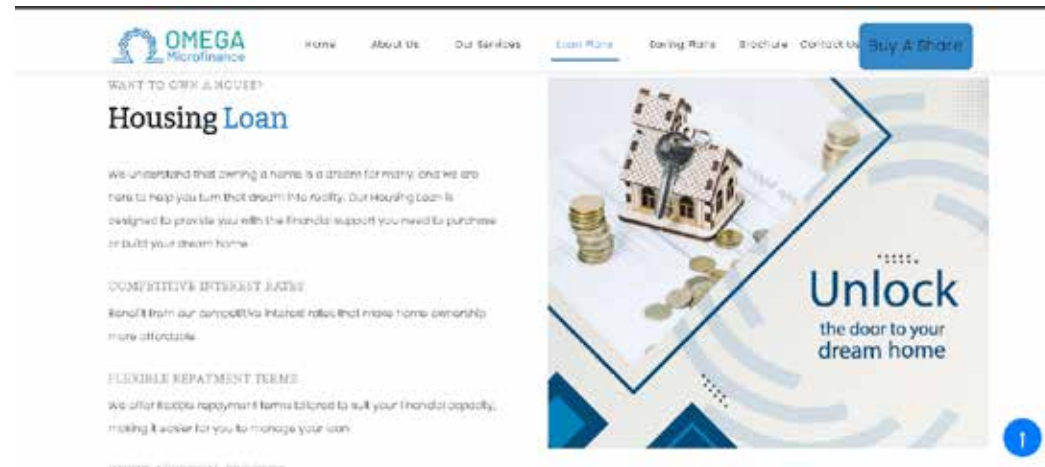 OMEGA
Microfinance
Home About Us Our Services Loan Plans Saving Plans Brochure Contact Us Buy A Share
WANT TO OWN A HOUSE?
Housing Loan
We understand that owning a home is a dream for many, and we are
here to help you turn that dream into reality. Our Housing Loan is
designed to provide you with the financial support you need to purchase
or build your dream home
COMPETITIVE INTEREST RATES
Benefit from our competitive interest rates that make home ownership
more affordable
FLEXIBLE REPAYMENT TERMS
We offer flexible repayment terms tailored to suit your financial capacity,
making it easier for you to manage your loan
Unlock
the door to your
dream home